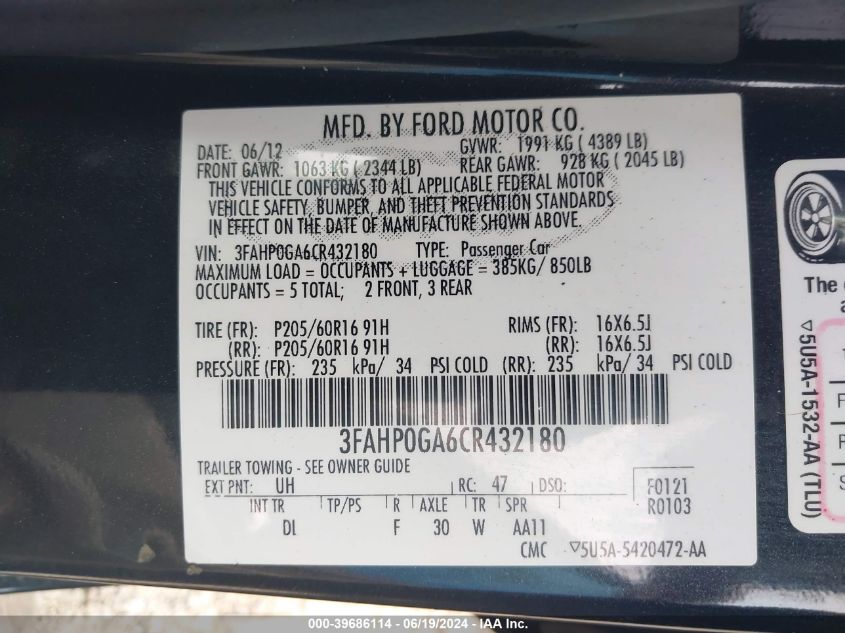 MFD. BY FORD MOTOR CO.
DATE: 06/12 GVWR: 1991 KG ( 4389 LB)
FRONT GAWR: 1063 KG ( 2344 LB) REAR GAWR: 928 KG ( 2045 LB)
THIS VEHICLE CONFORMS TO ALL APPLICABLE FEDERAL MOTOR
VEHICLE SAFETY, BUMPER, AND THEFT PREVENTION STANDARDS
IN EFFECT ON THE DATE OF MANUFACTURE SHOWN ABOVE.
VIN: 3FAHP0GA6CR432180 TYPE: Passenger Car
MAXIMUM LOAD = OCCUPANTS + LUGGAGE = 385KG/ 850LB
OCCUPANTS = 5 TOTAL; 2 FRONT, 3 REAR
TIRE (FR): P205/60R16 91H RIMS (FR): 16X6.5J
(RR): P205/60R16 91H (RR): 16X6.5J
PRESSURE (FR): 235 kPa/ 34 PSI COLD (RR): 235 kPa/ 34 PSI COLD
3FAHP0GA6CR432180
TRAILER TOWING - SEE OWNER GUIDE
EXT PNT: UH RC: 47 DSO: F0121
R0103
INT TR TP/PS R AXLE TR SPR
DL F 30 W AA11
CMC ▽5U5A-5420472-AA
The
▽5U5A-1532-AA (TLU)
000-39686114 - 06/19/2024 - IAA Inc.